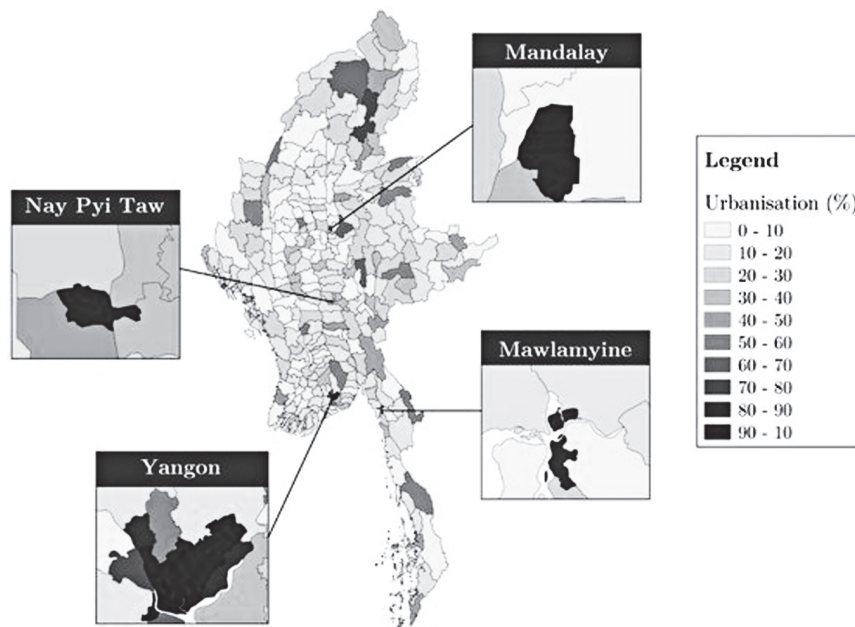 Mandalay
Nay Pyi Taw
Mawlamyine
Yangon
Legend
Urbanisation (%)
0 - 10
10 - 20
20 - 30
30 - 40
40 - 50
50 - 60
60 - 70
70 - 80
80 - 90
90 - 10